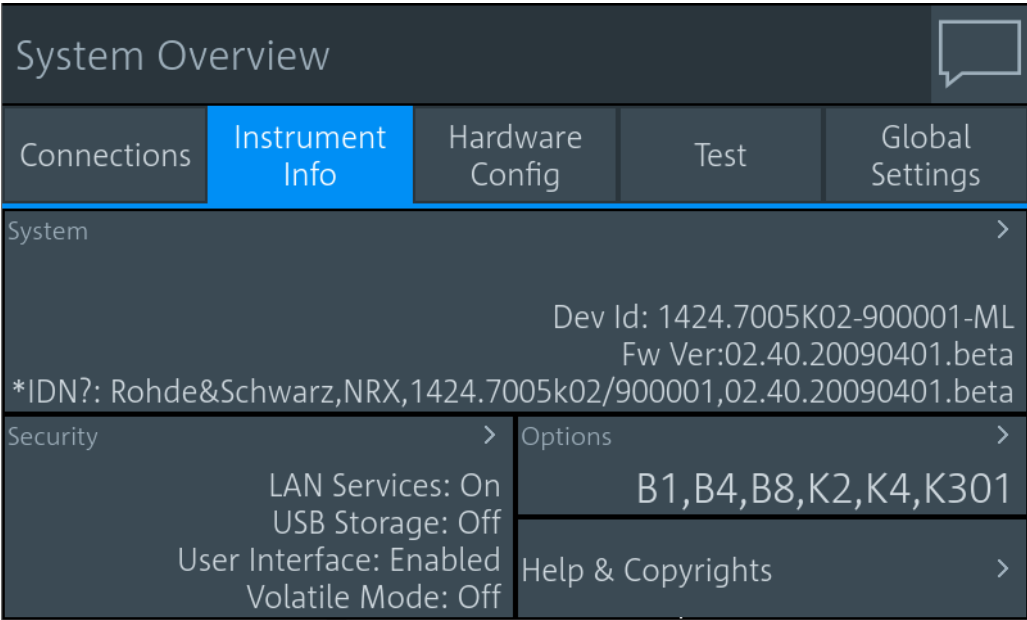 System Overview
Connections
Instrument
Info
Hardware
Config
Test
Global
Settings
System
Dev Id: 1424.7005K02-900001-ML
Fw Ver:02.40.20090401.beta
*IDN?: Rohde&Schwarz,NRX,1424.7005k02/900001,02.40.20090401.beta
Security
LAN Services: On
USB Storage: Off
User Interface: Enabled
Volatile Mode: Off
Options
B1,B4,B8,K2,K4,K301
Help & Copyrights